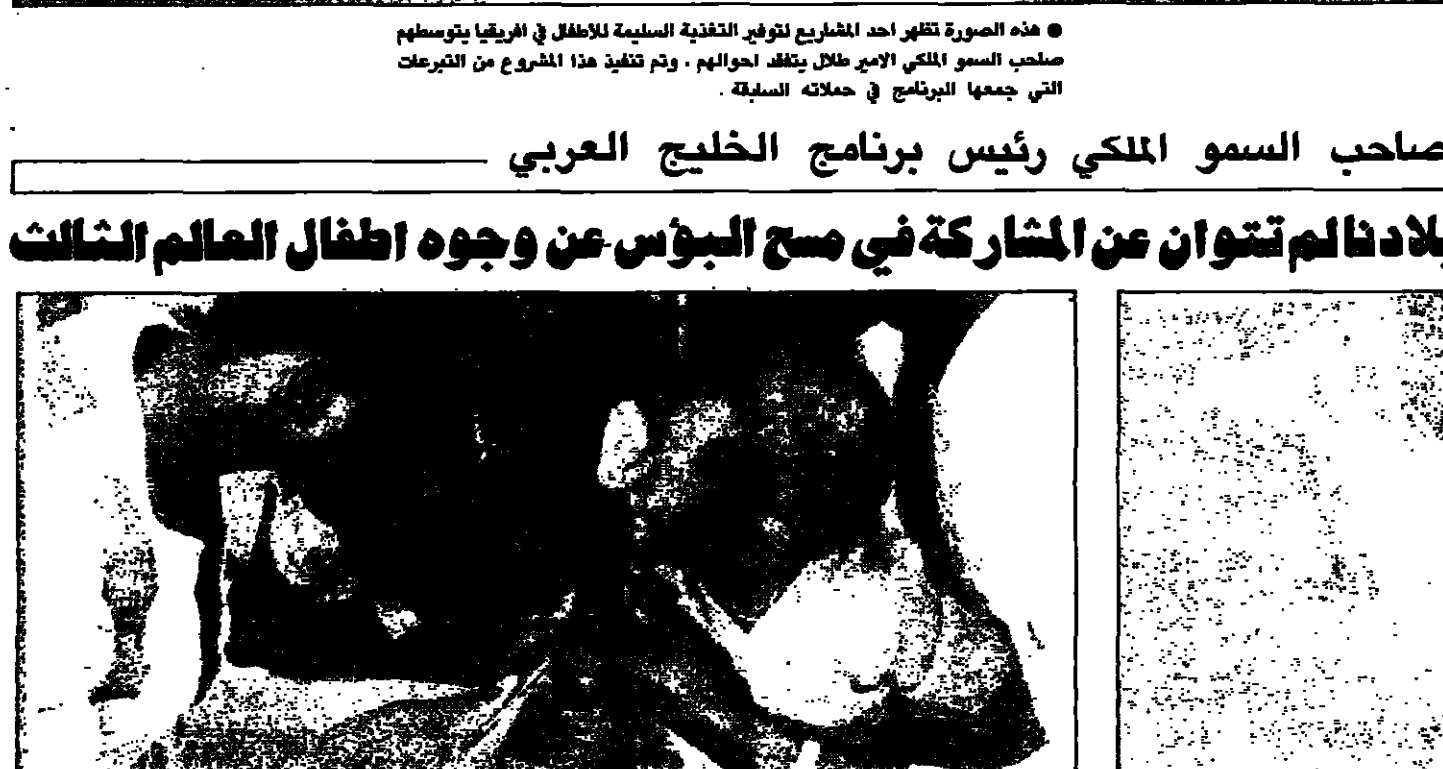 ● هذه الصورة تظهر احد المشاريع لتوفير التغذية السليمة للأطفال في افريقيا يتوسطهم
صاحب السمو الملكي الامير طلال يتفقد احوالهم . وتم تنفيذ هذا المشروع من التبرعات
التي جمعها البرنامج في حملاته السابقة .
صاحب السمو الملكي رئيس برنامج الخليج العربي
بلادنا لم تتوان عن المشاركة في مسح البؤس عن وجوه اطفال العالم الثالث